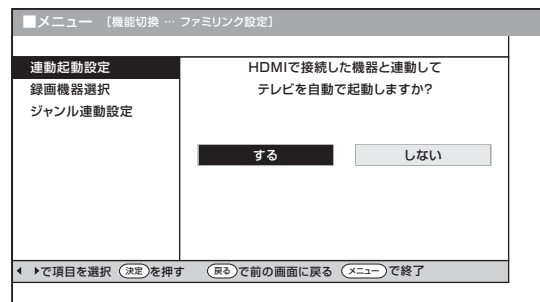 ■メニュー [機能切換 … ファミリンク設定]
連動起動設定
録画機器選択
ジャンル連動設定
HDMIで接続した機器と連動して
テレビを自動で起動しますか?
する
しない
で項目を選択 決定を押す 戻るで前の画面に戻る メニューで終了